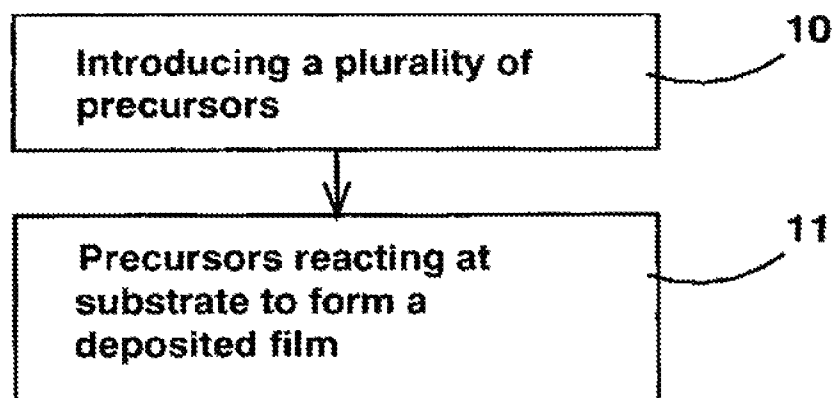 10
Introducing a plurality of
precursors
11
Precursors reacting at
substrate to form a
deposited film